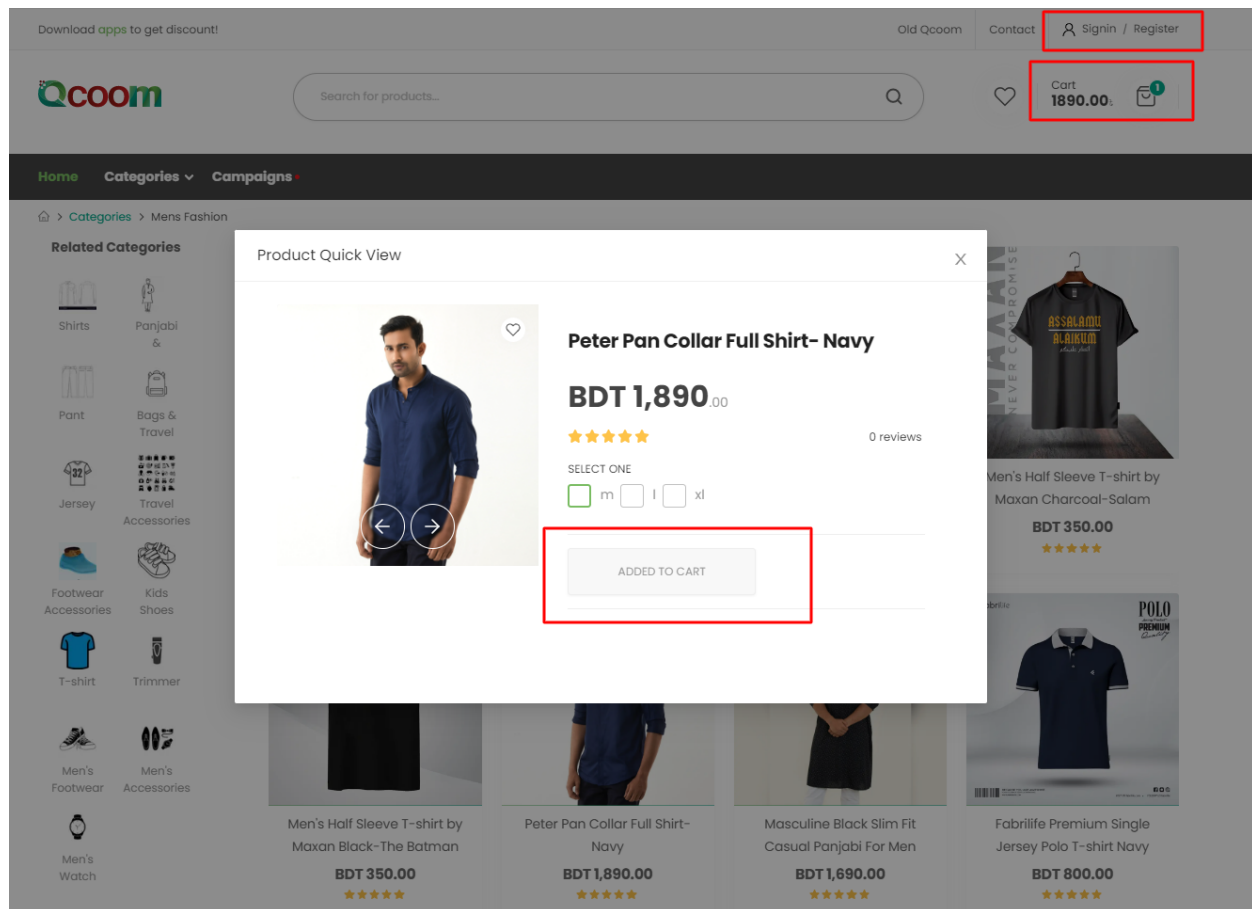 Download apps to get discount!
Old Qcoom
Contact
Signin / Register
Qcoom
Search for products...
Cart
1890.00৳
1
Home
Categories
Campaigns
Categories > Mens Fashion
Related Categories
Shirts
Panjabi
&
Pant
Bags &
Travel
32
Jersey
Travel
Accessories
Footwear
Accessories
Kids
Shoes
T-shirt
Trimmer
Men's
Footwear
Men's
Accessories
Men's
Watch
Product Quick View
X
Peter Pan Collar Full Shirt- Navy
BDT 1,890.00
0 reviews
SELECT ONE
m
l
xl
ADDED TO CART
MAXAN
NEVER COMPROMISE
ASSALAMU
ALAIKUM
Men's Half Sleeve T-shirt by
Maxan Charcoal-Salam
BDT 350.00
POLO
PREMIUM
Quality
Men's Half Sleeve T-shirt by
Maxan Black-The Batman
BDT 350.00
Peter Pan Collar Full Shirt-
Navy
BDT 1,890.00
Masculine Black Slim Fit
Casual Panjabi For Men
BDT 1,690.00
Fabrilife Premium Single
Jersey Polo T-shirt Navy
BDT 800.00